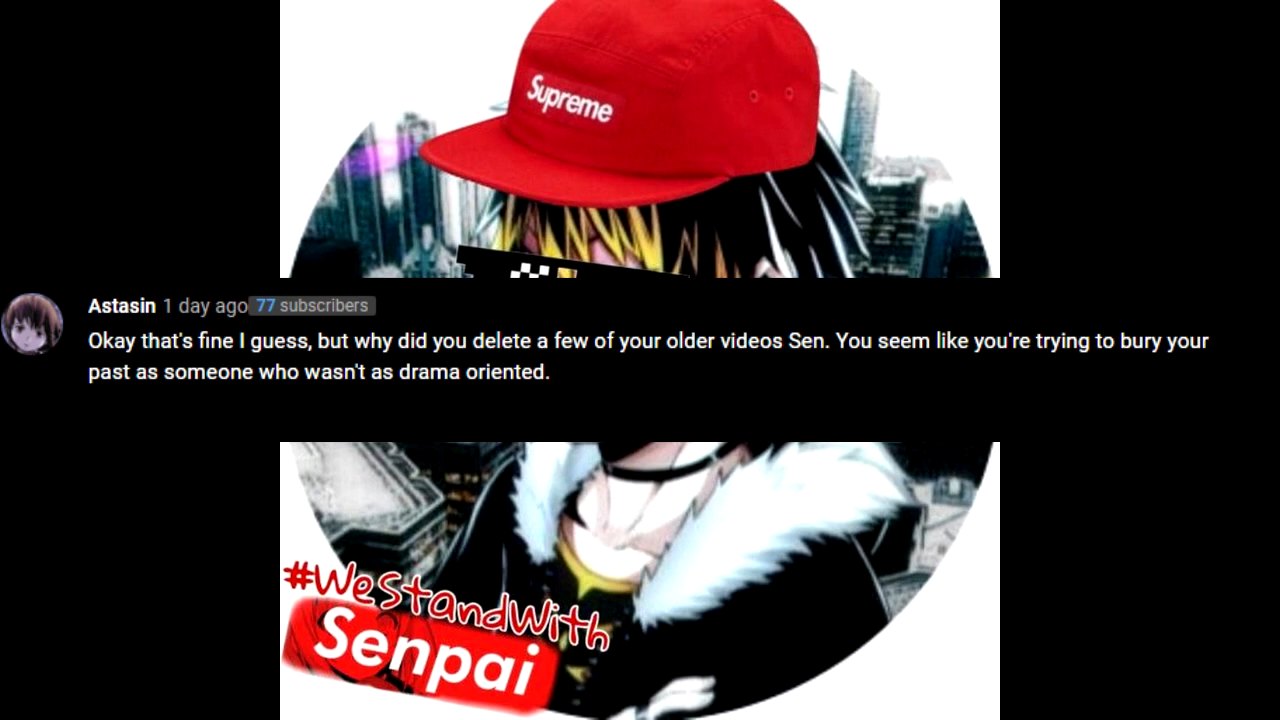 Supreme
Astasin 1 day ago 77 subscribers
Okay that's fine I guess, but why did you delete a few of your older videos Sen. You seem like you're trying to bury your
past as someone who wasn't as drama oriented.
#WeStandWith
Senpai